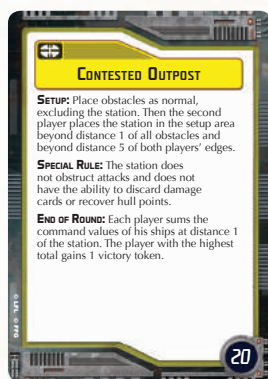 CONTESTED OUTPOST
SETUP: Place obstacles as normal,
excluding the station. Then the second
player places the station in the setup area
beyond distance 1 of all obstacles and
beyond distance 5 of both players' edges.
SPECIAL RULE: The station does
not obstruct attacks and does not
have the ability to discard damage
cards or recover hull points.
END OF ROUND: Each player sums the
command values of his ships at distance 1
of the station. The player with the highest
total gains 1 victory token.
© LFL © FFG
20